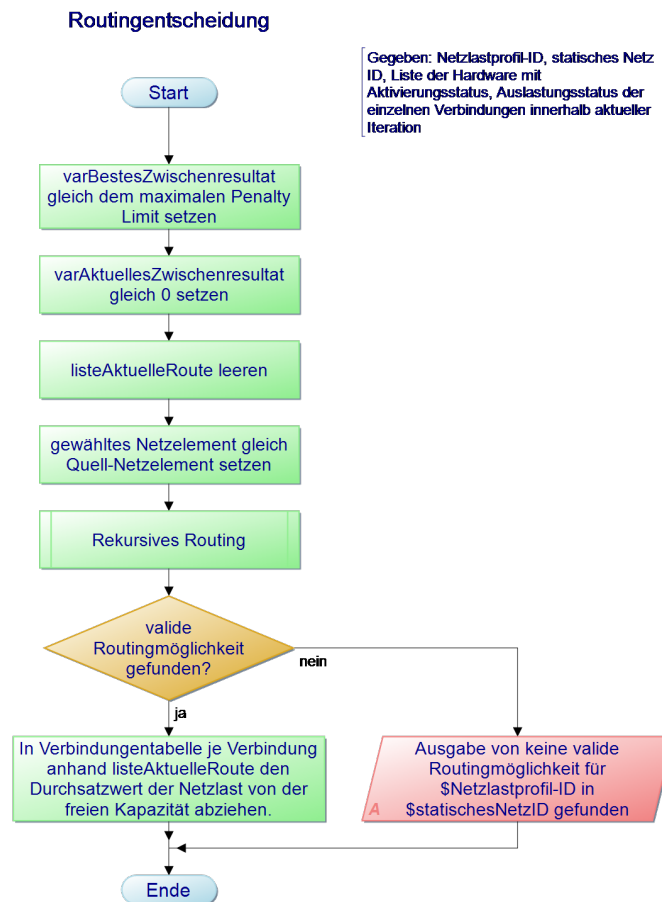 Routingentscheidung
Gegeben: Netzlastprofil-ID, statisches Netz
ID, Liste der Hardware mit
Aktivierungsstatus, Auslastungsstatus der
einzelnen Verbindungen innerhalb aktueller
Iteration
Start
varBestesZwischenresultat
gleich dem maximalen Penalty
Limit setzen
varAktuellesZwischenresultat
gleich 0 setzen
listeAktuelleRoute leeren
gewähltes Netzelement gleich
Quell-Netzelement setzen
Rekursives Routing
valide
Routingmöglichkeit
gefunden?
nein
ja
In Verbindungentabelle je Verbindung
anhand listeAktuelleRoute den
Durchsatzwert der Netzlast von der
freien Kapazität abziehen.
Ausgabe von keine valide
Routingmöglichkeit für
$Netzlastprofil-ID in
$statischesNetzID gefunden
A
Ende